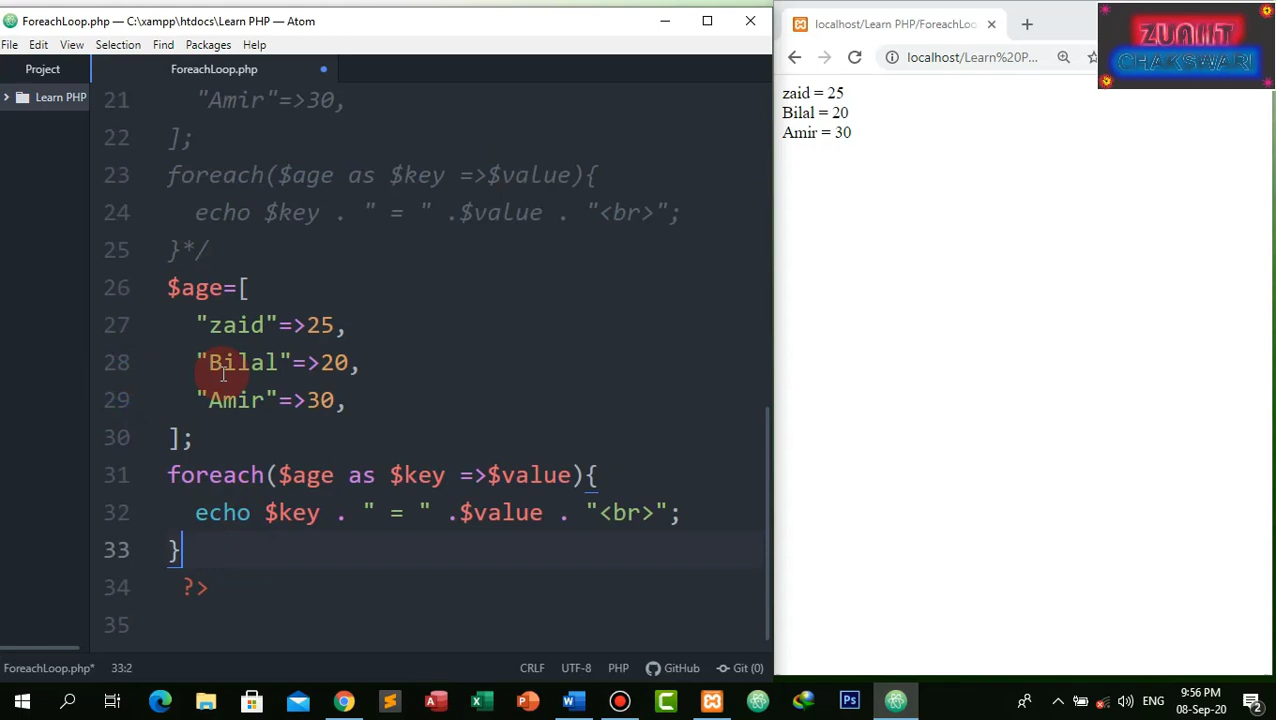 ForeachLoop.php — C:\xampp\htdocs\Learn PHP — Atom
File Edit View Selection Find Packages Help
Project
ForeachLoop.php
Learn PHP
21 "Amir"=>30,
22 ];
23 foreach($age as $key =>$value){
24 echo $key . " = " .$value . "<br>";
25 }*/
26 $age=[
27 "zaid"=>25,
28 "Bilal"=>20,
29 "Amir"=>30,
30 ];
31 foreach($age as $key =>$value){
32 echo $key . " = " .$value . "<br>";
33 }
34 ?>
35
ForeachLoop.php* 33:2 CRLF UTF-8 PHP GitHub Git (0)
localhost/Learn PHP/ForeachLoo
localhost/Learn%20P...
ZUNIIT
CHAKSWARI
zaid = 25
Bilal = 20
Amir = 30
ENG
9:56 PM
08-Sep-20
2